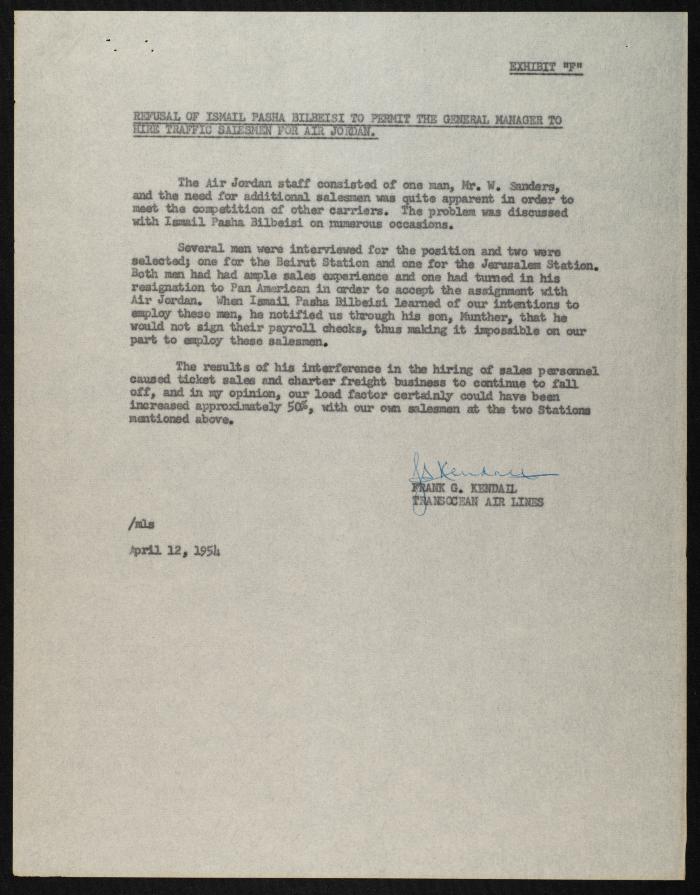 EXHIBIT "F"
REFUSAL OF ISMAIL PASHA BILBEISI TO PERMIT THE GENERAL MANAGER TO
HIRE TRAFFIC SALESMEN FOR AIR JORDAN.
The Air Jordan staff consisted of one man, Mr. W. Sanders,
and the need for additional salesmen was quite apparent in order to
meet the competition of other carriers. The problem was discussed
with Ismail Pasha Bilbeisi on numerous occasions.
Several men were interviewed for the position and two were
selected; one for the Beirut Station and one for the Jerusalem Station.
Both men had had ample sales experience and one had turned in his
resignation to Pan American in order to accept the assignment with
Air Jordan. When Ismail Pasha Bilbeisi learned of our intentions to
employ these men, he notified us through his son, Munther, that he
would not sign their payroll checks, thus making it impossible on our
part to employ these salesmen.
The results of his interference in the hiring of sales personnel
caused ticket sales and charter freight business to continue to fall
off, and in my opinion, our load factor certainly could have been
increased approximately 50%, with our own salesmen at the two Stations
mentioned above.
FGKendall
FRANK G. KENDALL
TRANSOCEAN AIR LINES
/mls
April 12, 1954